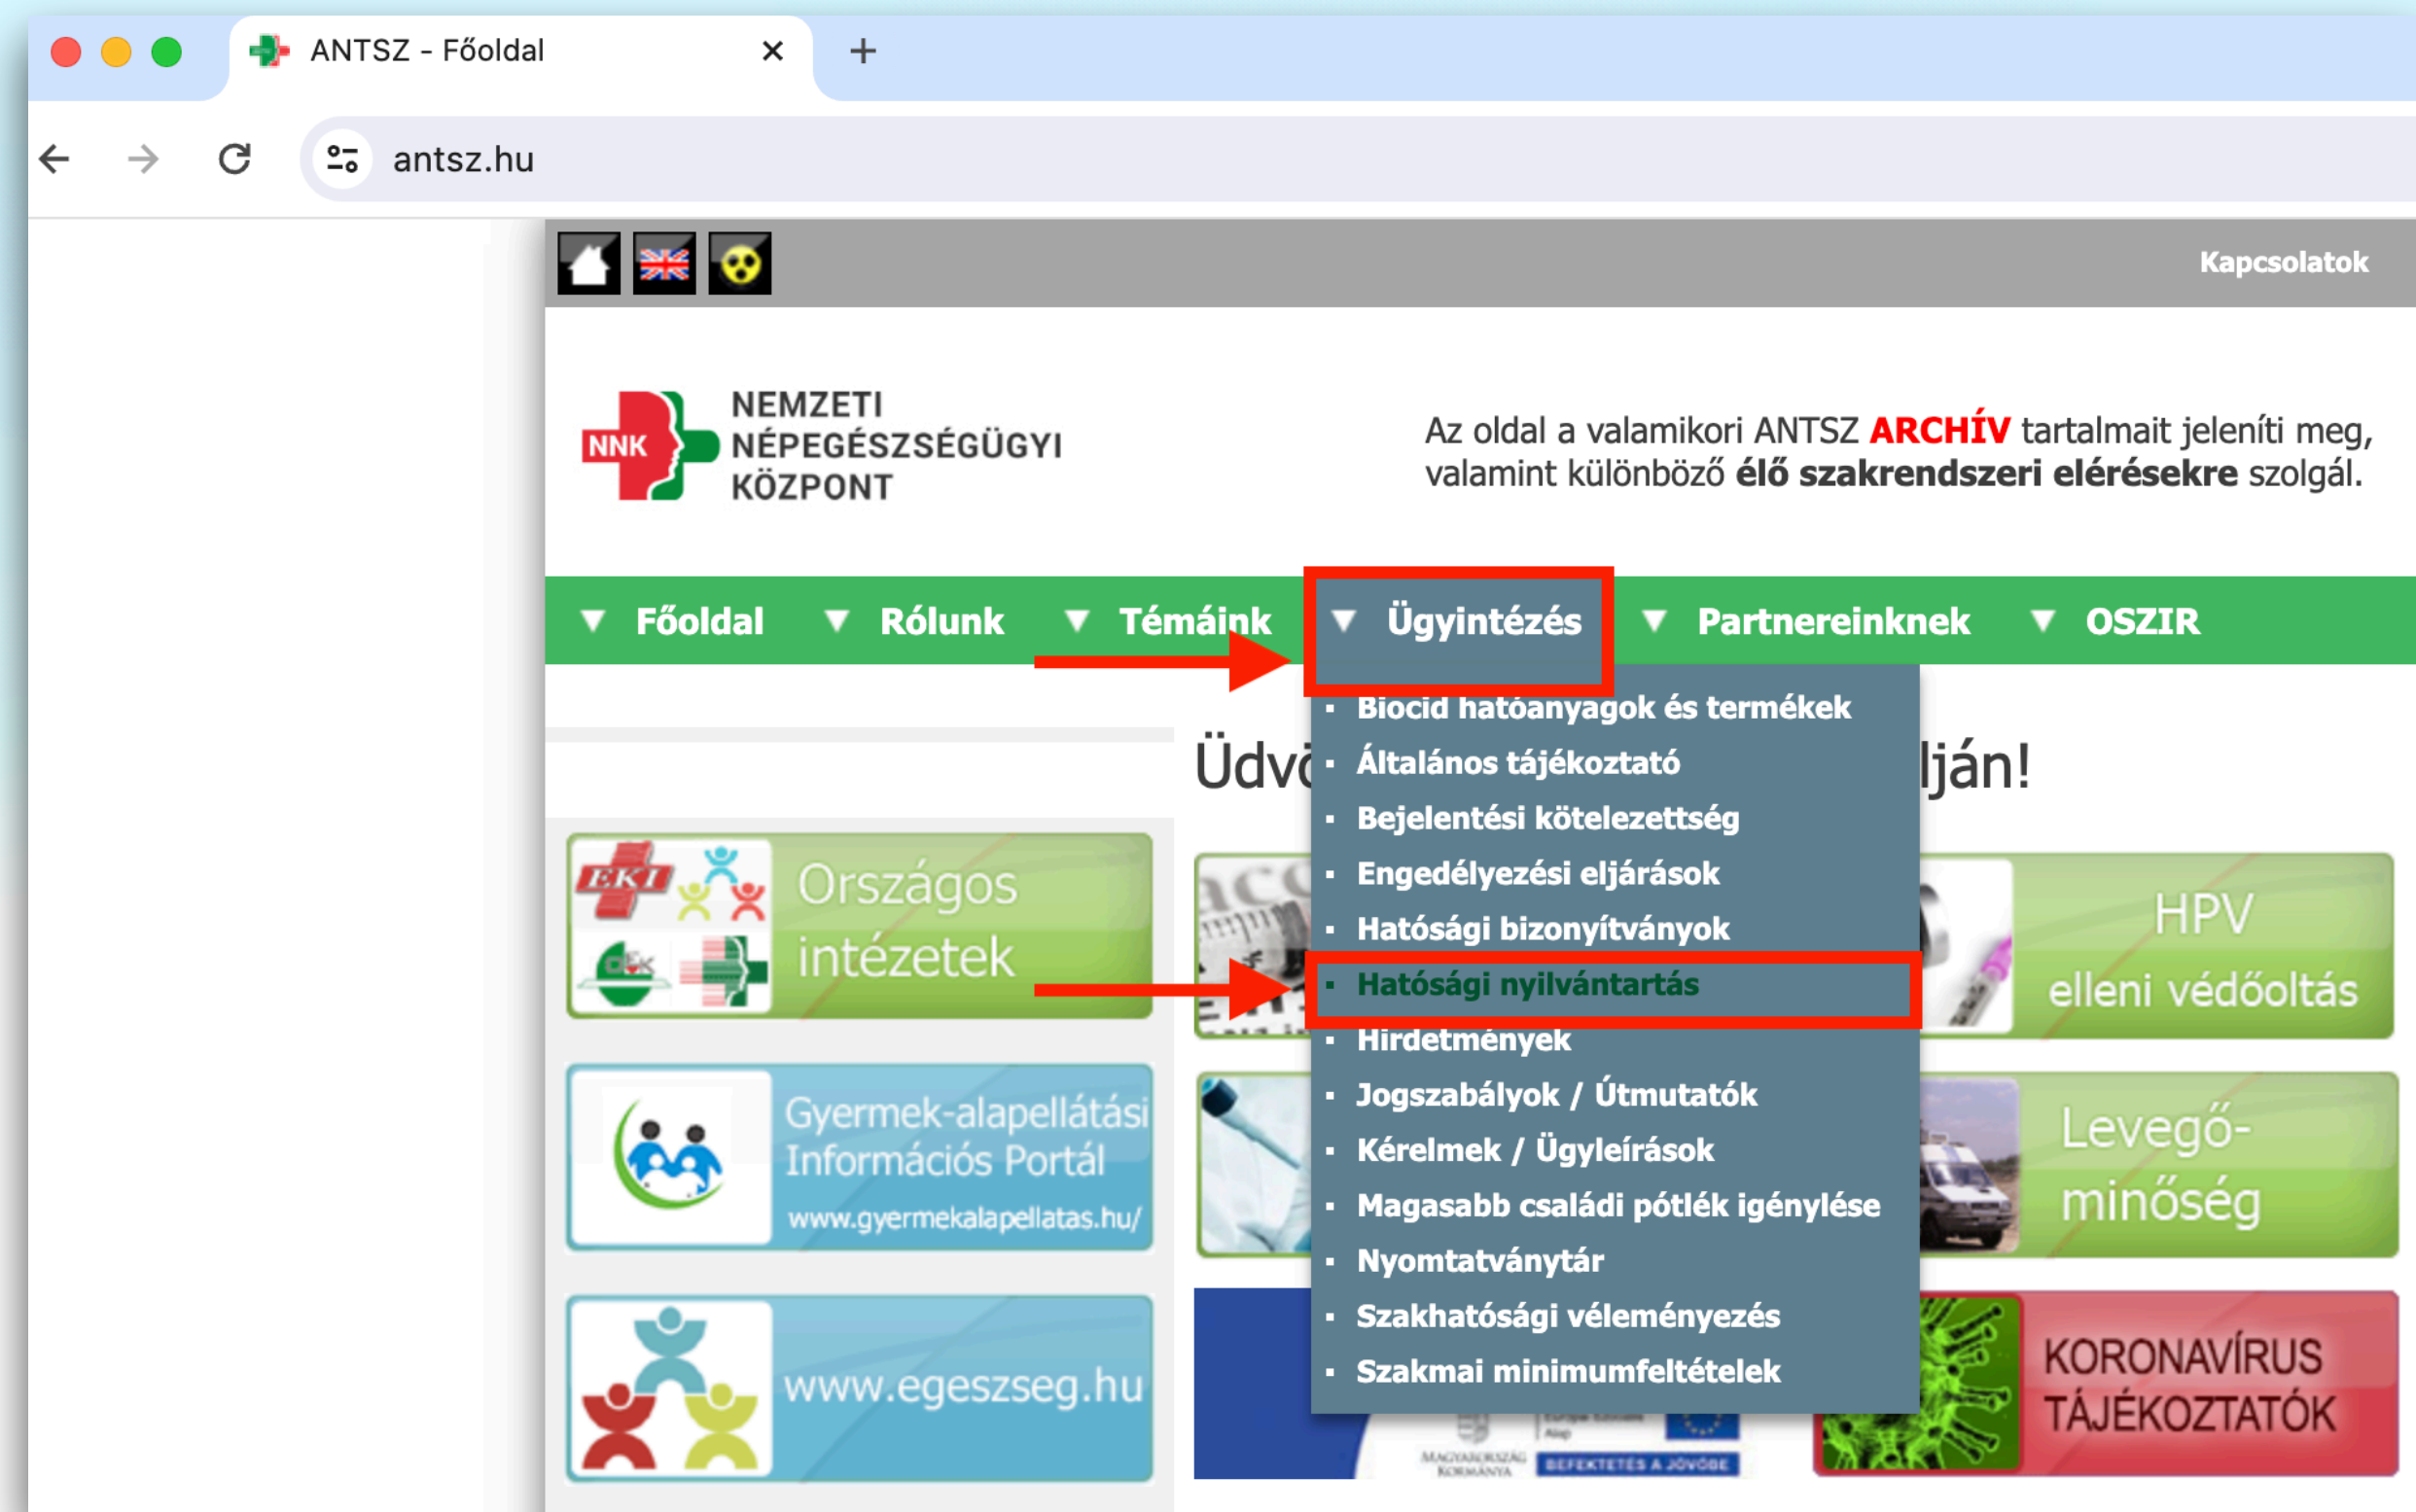 ANTSZ - Főoldal
antsz.hu
Kapcsolatok
NNK
NEMZETI
NÉPEGÉSZSÉGÜGYI
KÖZPONT
Az oldal a valamikori ANTSZ ARCHÍV tartalmait jeleníti meg,
valamint különböző élő szakrendszeri elérésekre szolgál.
Főoldal Rólunk Témáink Ügyintézés Partnereinknek OSZIR
Biocid hatóanyagok és termékek
Általános tájékoztató
Bejelentési kötelezettség
Engedélyezési eljárások
Hatósági bizonyítványok
Hatósági nyilvántartás
Hirdetmények
Jogszabályok / Útmutatók
Kérelmek / Ügyleírások
Magasabb családi pótlék igénylése
Nyomtatványtár
Szakhatósági véleményezés
Szakmai minimumfeltételek
Üdvö
lján!
EKI
Országos
intézetek
Gyermek-alapellátási
Információs Portál
www.gyermekalapellatas.hu/
www.egeszseg.hu
HPV
elleni védőoltás
Levegő-
minőség
KORONAVÍRUS
TÁJÉKOZTATÓK
MAGYARORSZÁG
KORMÁNYA
BEFEKTETÉS A JÖVŐBE